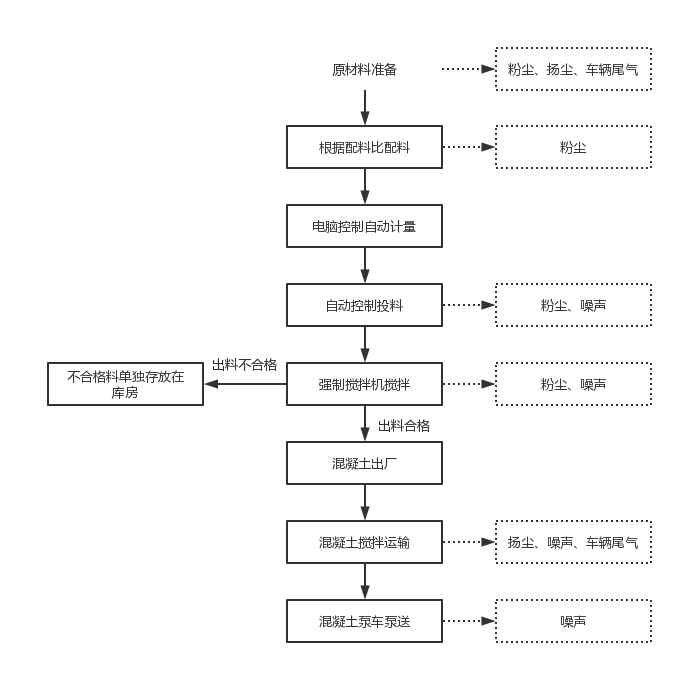 原材料准备
粉尘、扬尘、车辆尾气
根据配料比配料
粉尘
电脑控制自动计量
自动控制投料
粉尘、噪声
出料不合格
不合格料单独存放在
库房
强制搅拌机搅拌
粉尘、噪声
出料合格
混凝土出厂
混凝土搅拌运输
扬尘、噪声、车辆尾气
混凝土泵车泵送
噪声